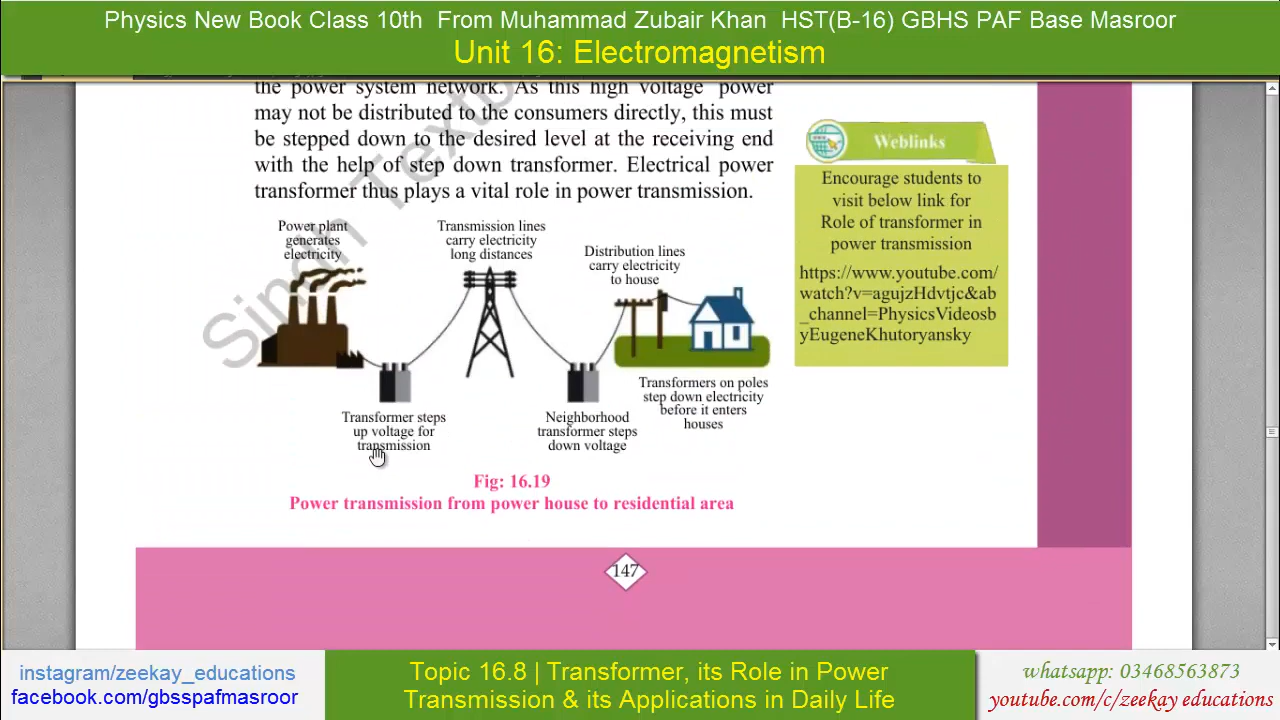 Physics New Book Class 10th From Muhammad Zubair Khan HST(B-16) GBHS PAF Base Masroor
Unit 16: Electromagnetism
the power system network. As this high voltage power
may not be distributed to the consumers directly, this must
be stepped down to the desired level at the receiving end
with the help of step down transformer. Electrical power
transformer thus plays a vital role in power transmission.
Weblinks
Encourage students to
visit below link for
Role of transformer in
power transmission
https://www.youtube.com/
watch?v=agujzHdvtjc&ab
_channel=PhysicsVideosb
yEugeneKhutoryansky
Power plant
generates
electricity
Transmission lines
carry electricity
long distances
Distribution lines
carry electricity
to house
Transformer steps
up voltage for
transmission
Neighborhood
transformer steps
down voltage
Transformers on poles
step down electricity
before it enters
houses
Fig: 16.19
Power transmission from power house to residential area
147
Sindh
instagram/zeekay_educations
facebook.com/gbsspafmasroor
Topic 16.8 | Transformer, its Role in Power
Transmission & its Applications in Daily Life
whatsapp: 03468563873
youtube.com/c/zeekay educations